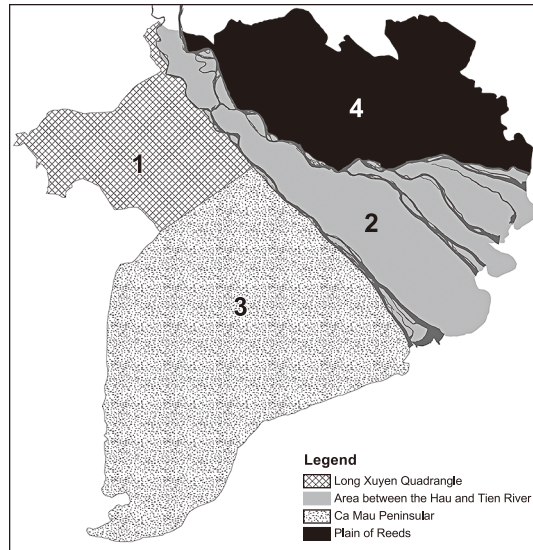 4
1
2
3
Legend
Long Xuyen Quadrangle
Area between the Hau and Tien River
Ca Mau Peninsular
Plain of Reeds